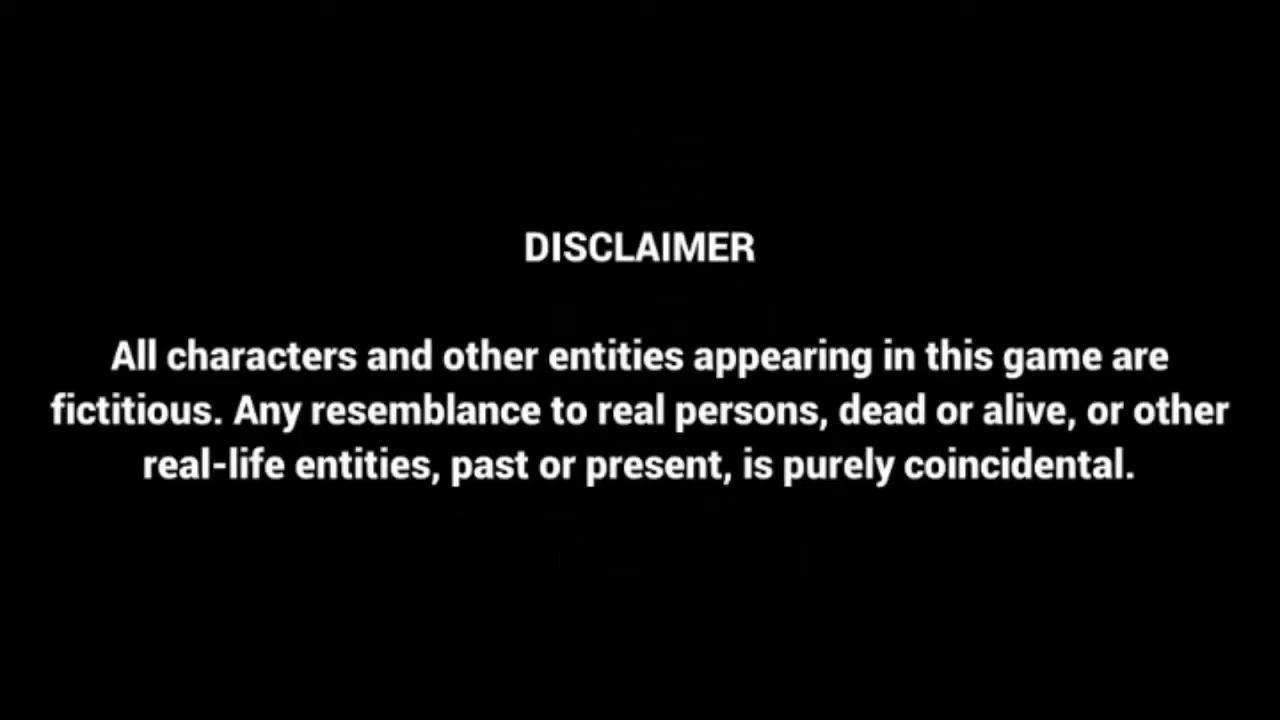 DISCLAIMER
All characters and other entities appearing in this game are
fictitious. Any resemblance to real persons, dead or alive, or other
real-life entities, past or present, is purely coincidental.